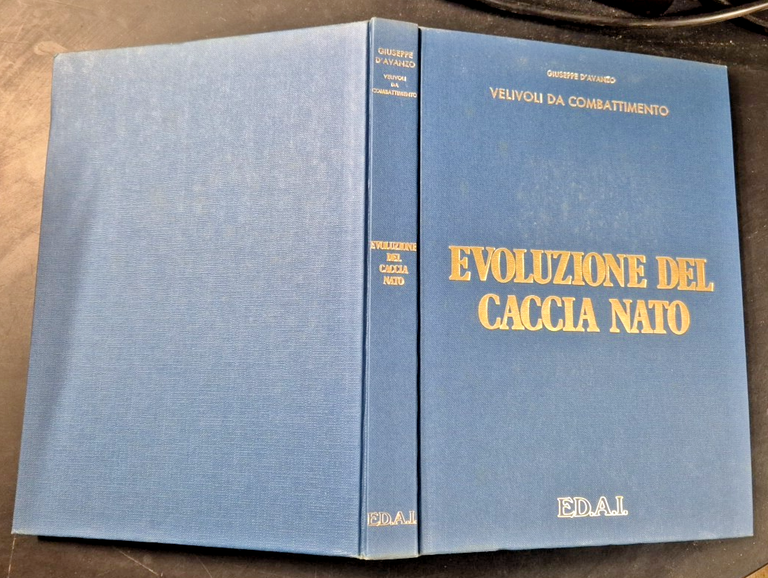 GIUSEPPE
D'AVANZO
VELIVOLI
DA
COMBATTIMENTO
EVOLUZIONE
DEL
CACCIA
NATO
ED.A.I.
GIUSEPPE D'AVANZO
VELIVOLI DA COMBATTIMENTO
EVOLUZIONE DEL
CACCIA NATO
ED.A.I.